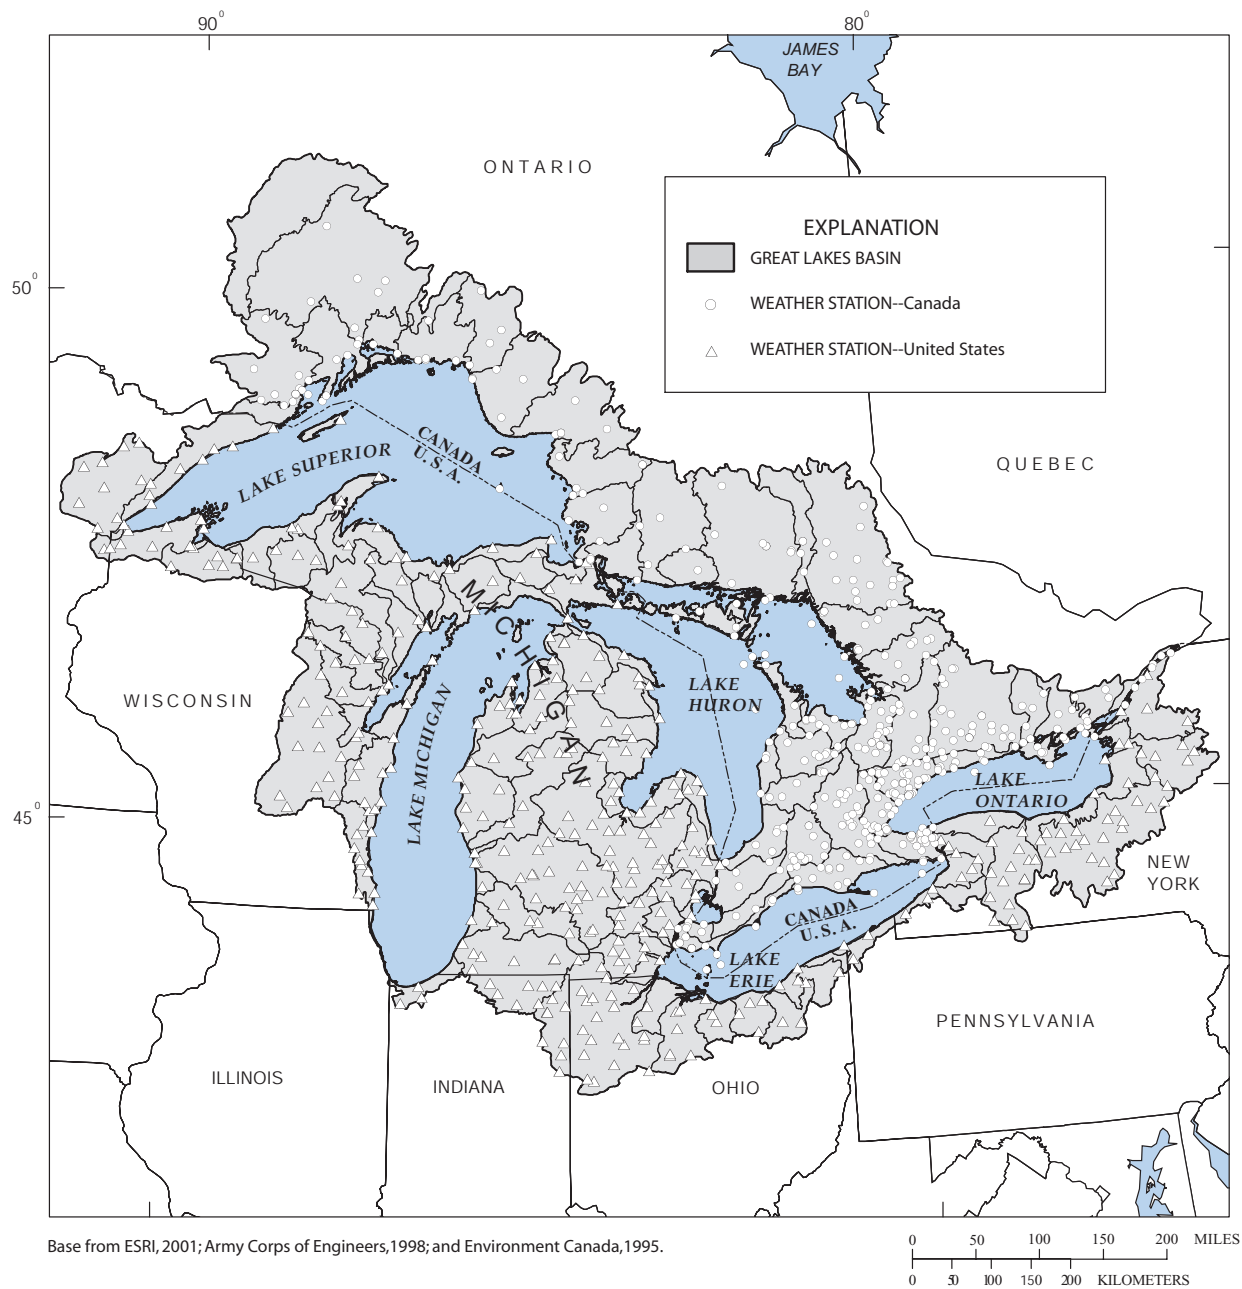 90°
80°
JAMES
BAY
ONTARIO
EXPLANATION
GREAT LAKES BASIN
WEATHER STATION--Canada
WEATHER STATION--United States
50°
CANADA
U.S.A.
LAKE SUPERIOR
QUEBEC
MICHIGAN
WISCONSIN
LAKE MICHIGAN
LAKE
HURON
LAKE
ONTARIO
45°
NEW
YORK
CANADA
U.S.A.
LAKE
ERIE
PENNSYLVANIA
ILLINOIS
INDIANA
OHIO
Base from ESRI, 2001; Army Corps of Engineers,1998; and Environment Canada,1995.
0 50 100 150 200 MILES
0 50 100 150 200 KILOMETERS